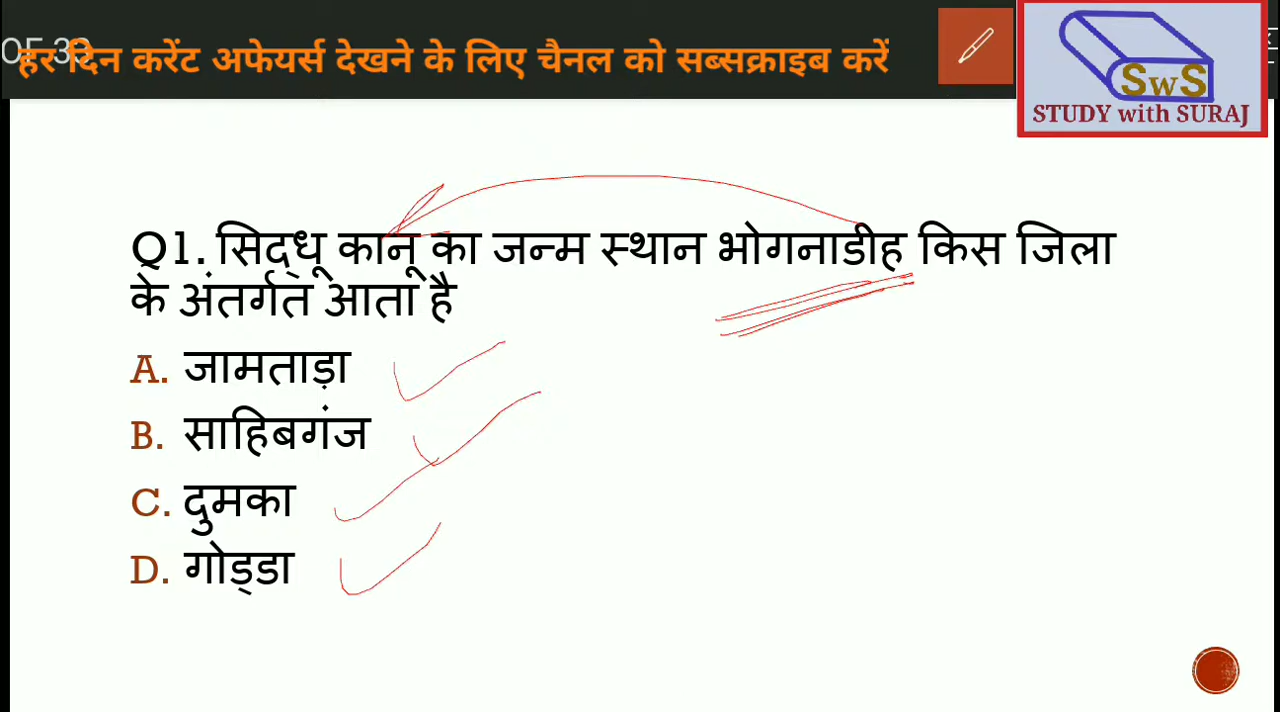 हर दिन करेंट अफेयर्स देखने के लिए चैनल को सब्सक्राइब करें
SwS
STUDY with SURAJ
Q1. सिद्धू कानू का जन्म स्थान भोगनाडीह किस जिला
के अंतर्गत आता है
A. जामताड़ा
B. साहिबगंज
C. दुमका
D. गोड्डा